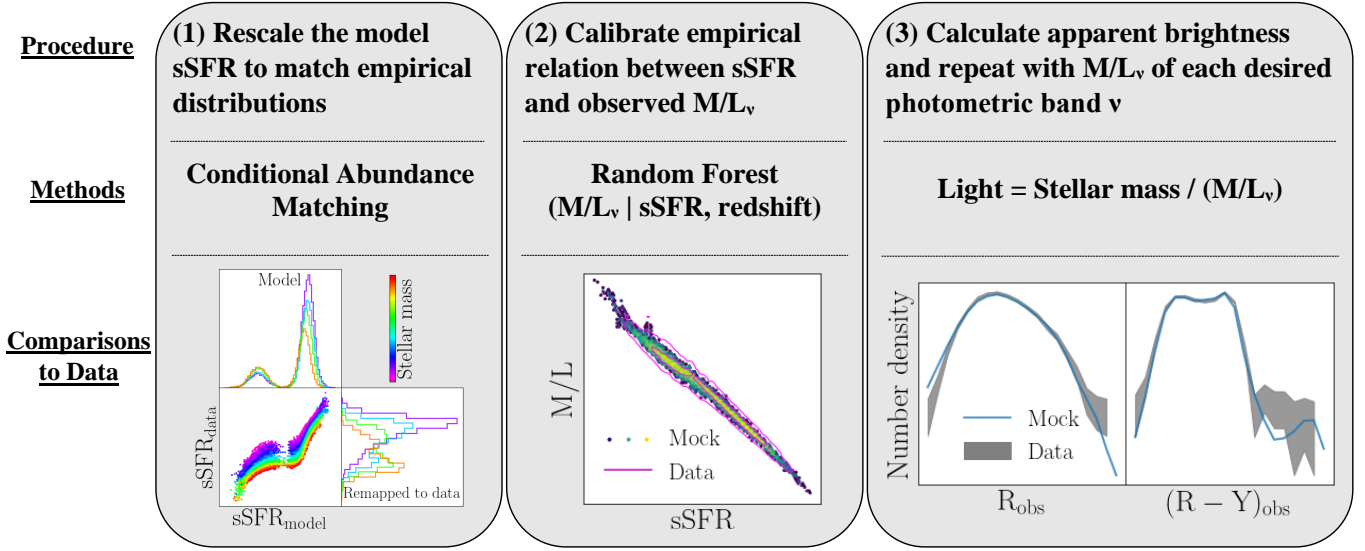 Procedure
(1) Rescale the model
sSFR to match empirical
distributions
(2) Calibrate empirical
relation between sSFR
and observed M/Lᵥ
(3) Calculate apparent brightness
and repeat with M/Lᵥ of each desired
photometric band ν
Methods
Conditional Abundance
Matching
Random Forest
(M/Lᵥ | sSFR, redshift)
Light = Stellar mass / (M/Lᵥ)
Comparisons
to Data
Model
Stellar mass
sSFR_data
Remapped to data
sSFR_model
M/L
Mock
Data
sSFR
Number density
Mock
Data
R_obs
(R − Y)_obs